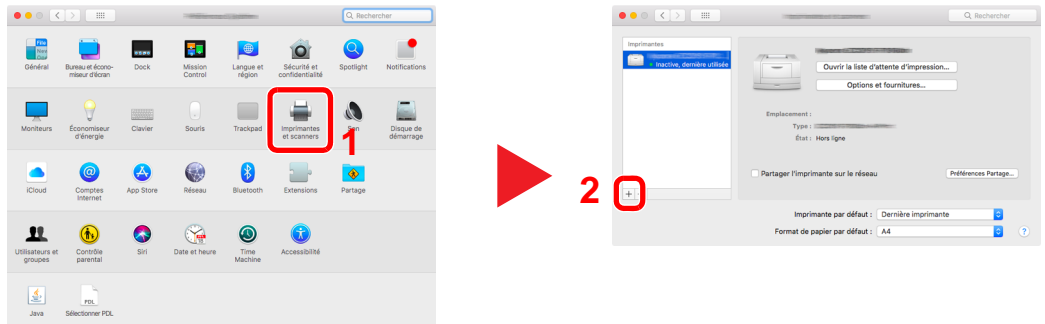 Rechercher
Général
Bureau et écono-
miseur d'écran
Dock
Mission
Control
Langue et
région
Sécurité et
confidentialité
Spotlight
Notifications
Moniteurs
Économiseur
d'énergie
Clavier
Souris
Trackpad
Imprimantes
et scanners
Son
Disque de
démarrage
1
iCloud
Comptes
Internet
App Store
Réseau
Bluetooth
Extensions
Partage
Utilisateurs et
groupes
Contrôle
parental
Siri
Date et heure
Time
Machine
Accessibilité
Java
PDL
Sélectionner PDL
Rechercher
Imprimantes
Inactive, dernière utilisée
Ouvrir la liste d'attente d'impression...
Options et fournitures...
Emplacement :
Type :
État : Hors ligne
Partager l'imprimante sur le réseau
Préférences Partage...
2
+
Imprimante par défaut : Dernière imprimante
Format de papier par défaut : A4
?